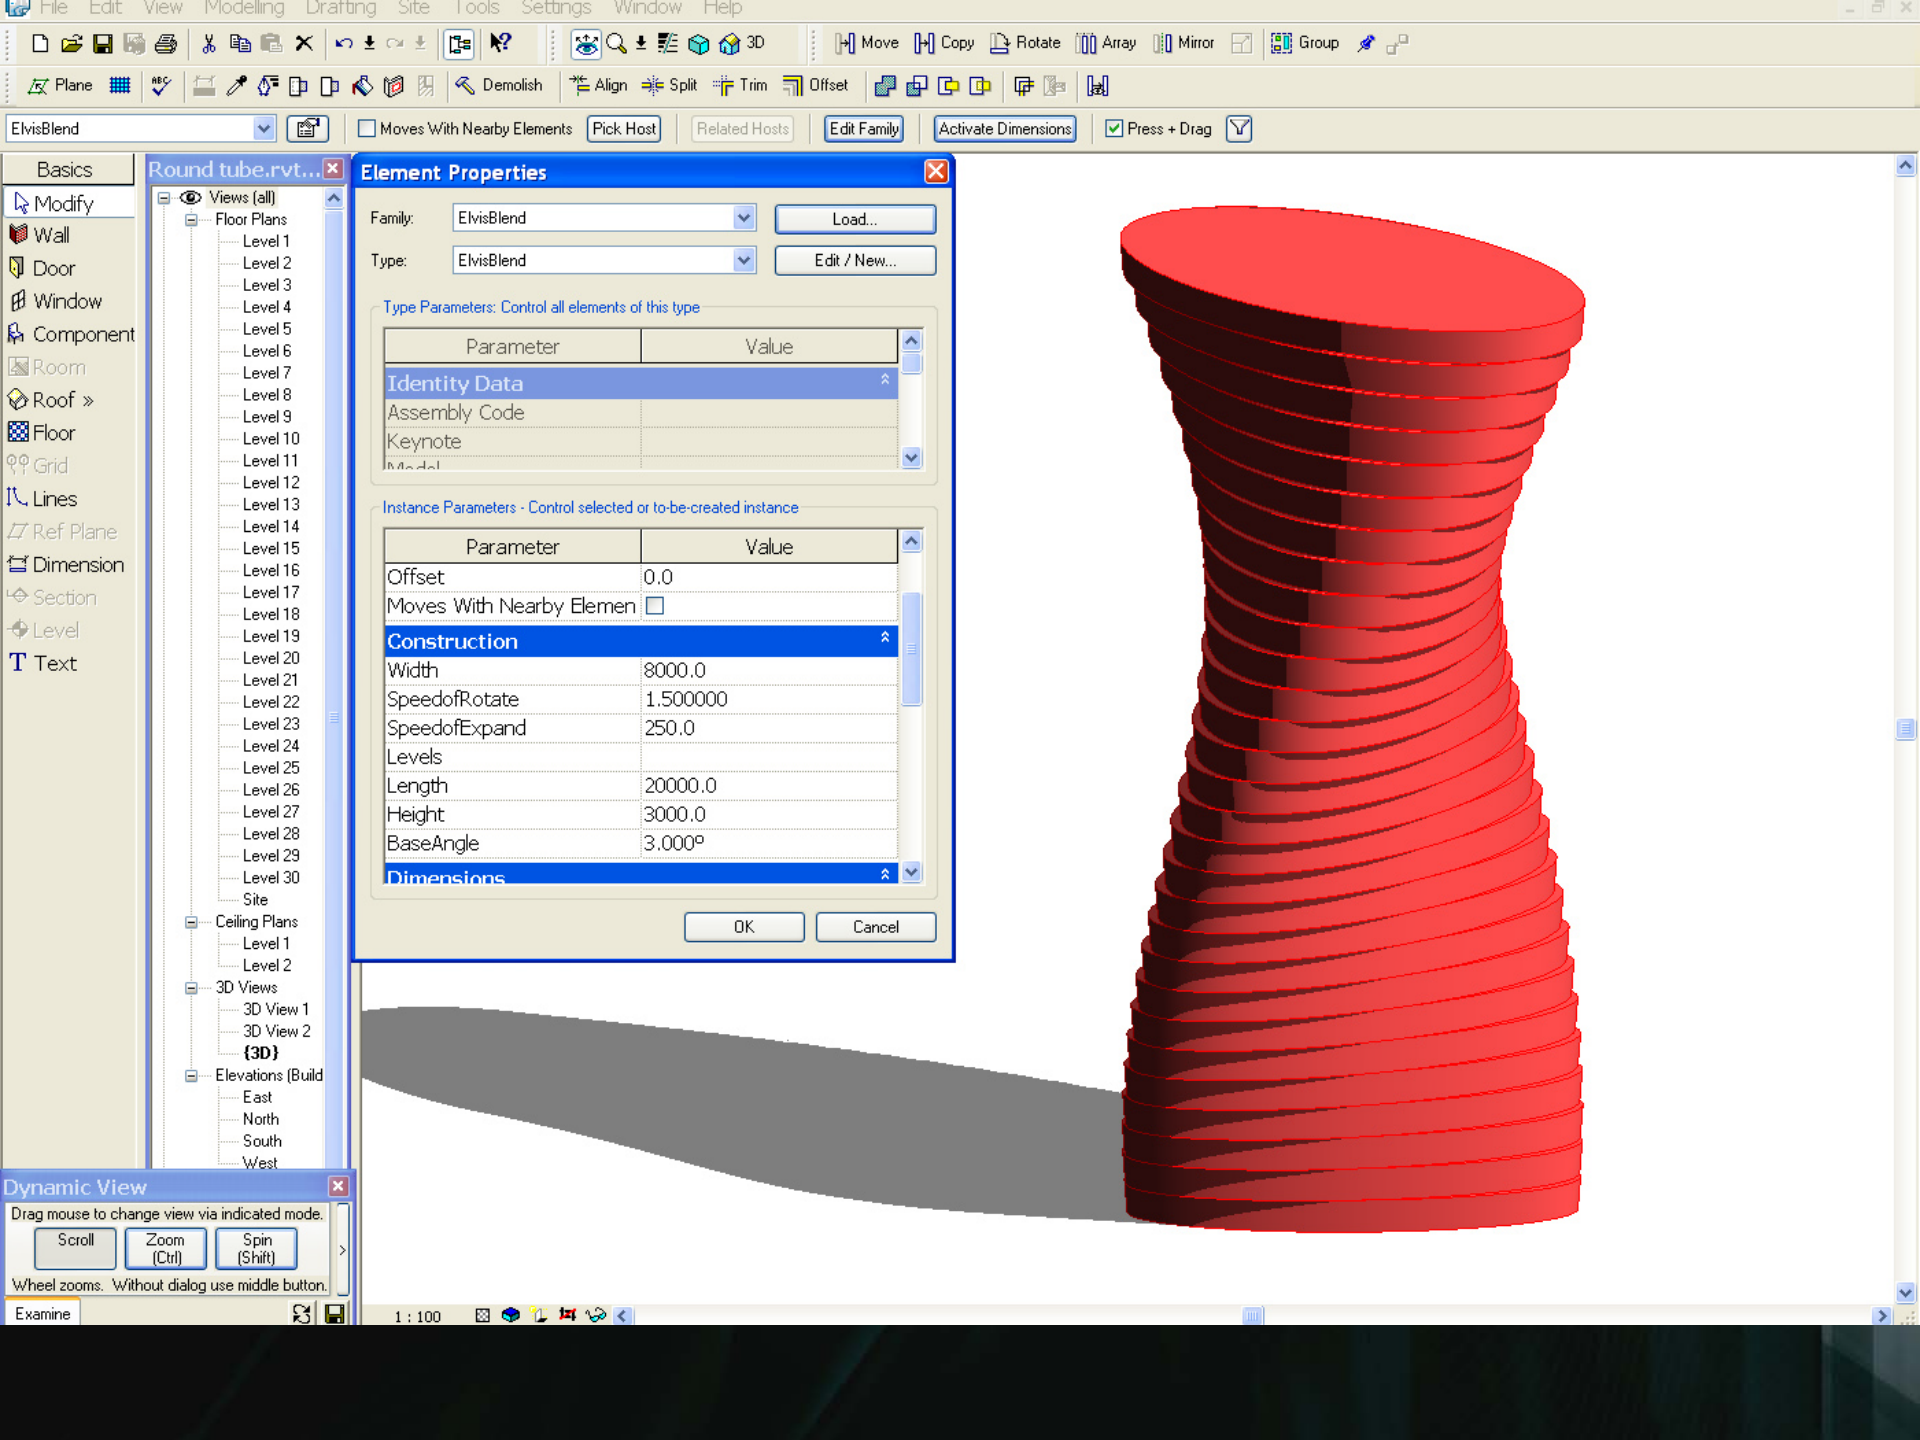 File Edit View Modelling Drafting Site Tools Settings Window Help
3D Move Copy Rotate Array Mirror Group
Plane ABC Demolish Align Split Trim Offset
ElvisBlend Moves With Nearby Elements Pick Host Related Hosts Edit Family Activate Dimensions Press + Drag
Basics
Modify
Wall
Door
Window
Component
Room
Roof »
Floor
Grid
Lines
Ref Plane
Dimension
Section
Level
T Text
Round tube.rvt...
Views (all)
Floor Plans
Level 1
Level 2
Level 3
Level 4
Level 5
Level 6
Level 7
Level 8
Level 9
Level 10
Level 11
Level 12
Level 13
Level 14
Level 15
Level 16
Level 17
Level 18
Level 19
Level 20
Level 21
Level 22
Level 23
Level 24
Level 25
Level 26
Level 27
Level 28
Level 29
Level 30
Site
Ceiling Plans
Level 1
Level 2
3D Views
3D View 1
3D View 2
{3D}
Elevations (Build
East
North
South
West
Element Properties
Family: ElvisBlend Load...
Type: ElvisBlend Edit / New...
Type Parameters: Control all elements of this type
Parameter Value
Identity Data
Assembly Code
Keynote
Model
Instance Parameters - Control selected or to-be-created instance
Parameter Value
Offset 0.0
Moves With Nearby Elemen
Construction
Width 8000.0
SpeedofRotate 1.500000
SpeedofExpand 250.0
Levels
Length 20000.0
Height 3000.0
BaseAngle 3.000°
Dimensions
OK Cancel
Dynamic View
Drag mouse to change view via indicated mode.
Scroll Zoom (Ctrl) Spin (Shift)
Wheel zooms. Without dialog use middle button.
Examine
1 : 100